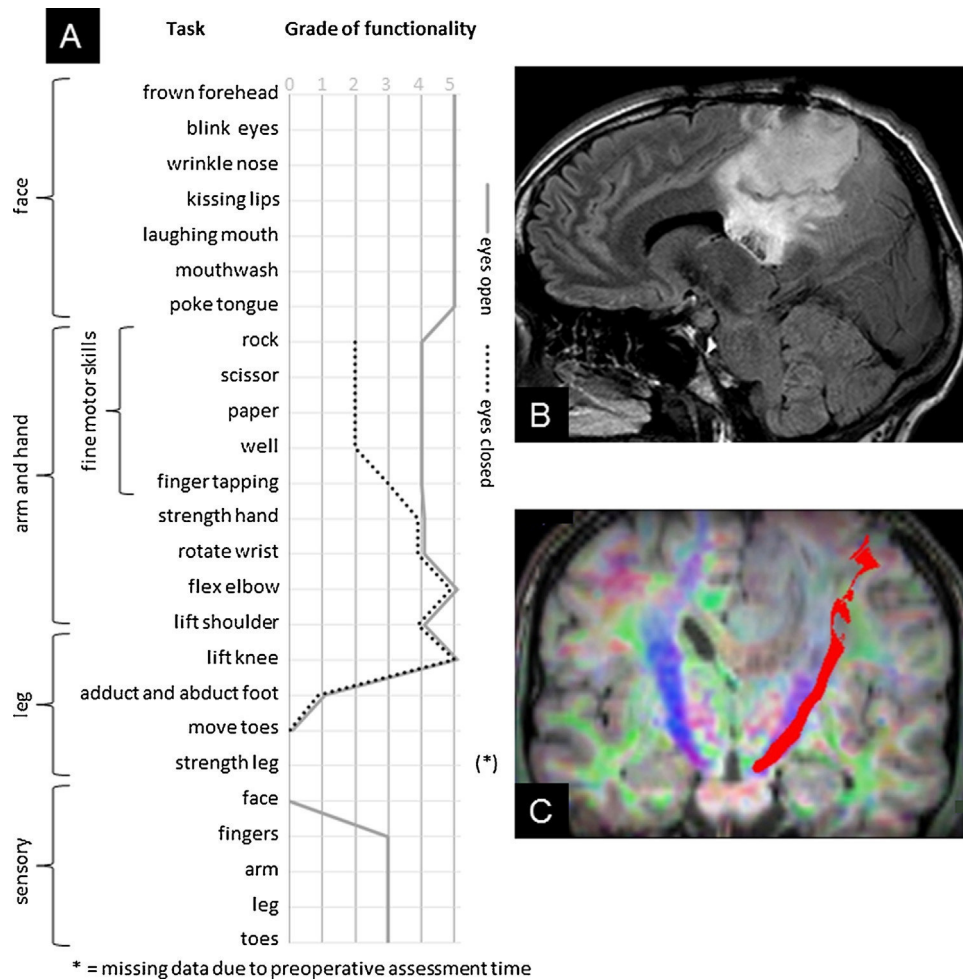 A
Task Grade of functionality
0 1 2 3 4 5
face
frown forehead
blink eyes
wrinkle nose
kissing lips
laughing mouth
mouthwash
poke tongue
arm and hand
fine motor skills
rock
scissor
paper
well
finger tapping
strength hand
rotate wrist
flex elbow
lift shoulder
leg
lift knee
adduct and abduct foot
move toes
strength leg (*)
sensory
face
fingers
arm
leg
toes
* = missing data due to preoperative assessment time
eyes open
eyes closed
B
C